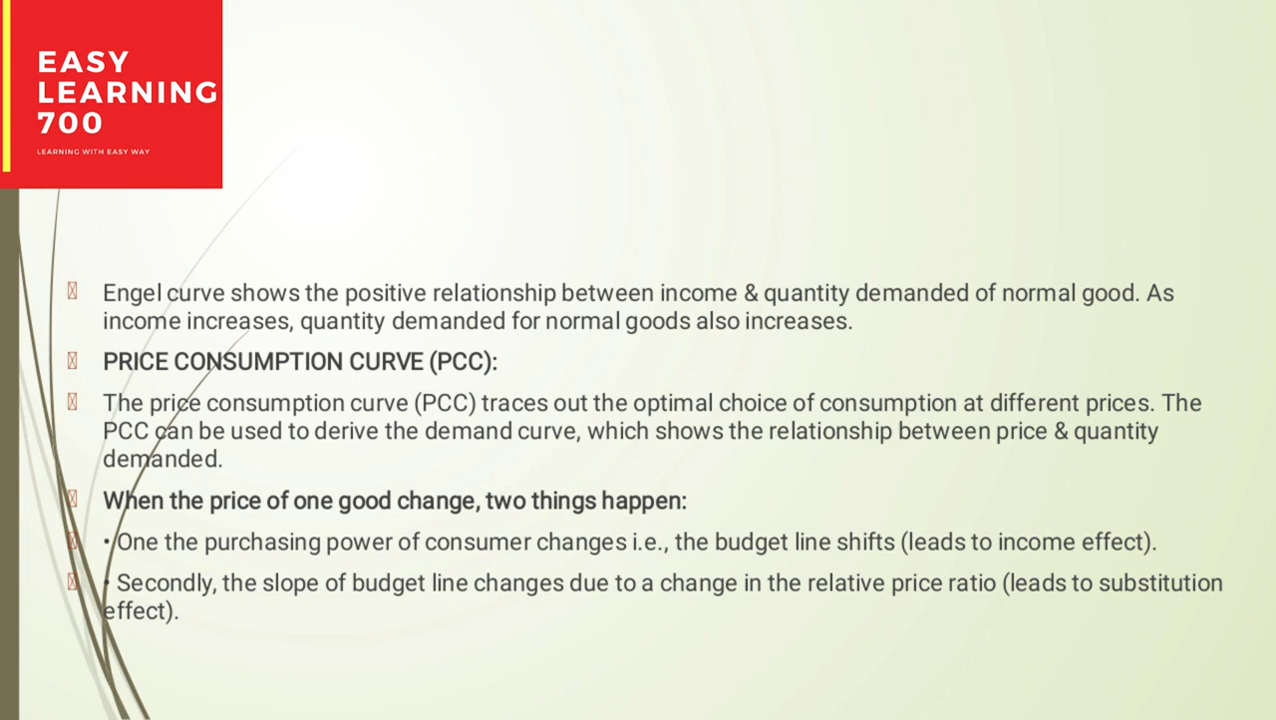 EASY
LEARNING
700
LEARNING WITH EASY WAY
Engel curve shows the positive relationship between income & quantity demanded of normal good. As
income increases, quantity demanded for normal goods also increases.
PRICE CONSUMPTION CURVE (PCC):
The price consumption curve (PCC) traces out the optimal choice of consumption at different prices. The
PCC can be used to derive the demand curve, which shows the relationship between price & quantity
demanded.
When the price of one good change, two things happen:
• One the purchasing power of consumer changes i.e., the budget line shifts (leads to income effect).
• Secondly, the slope of budget line changes due to a change in the relative price ratio (leads to substitution
effect).